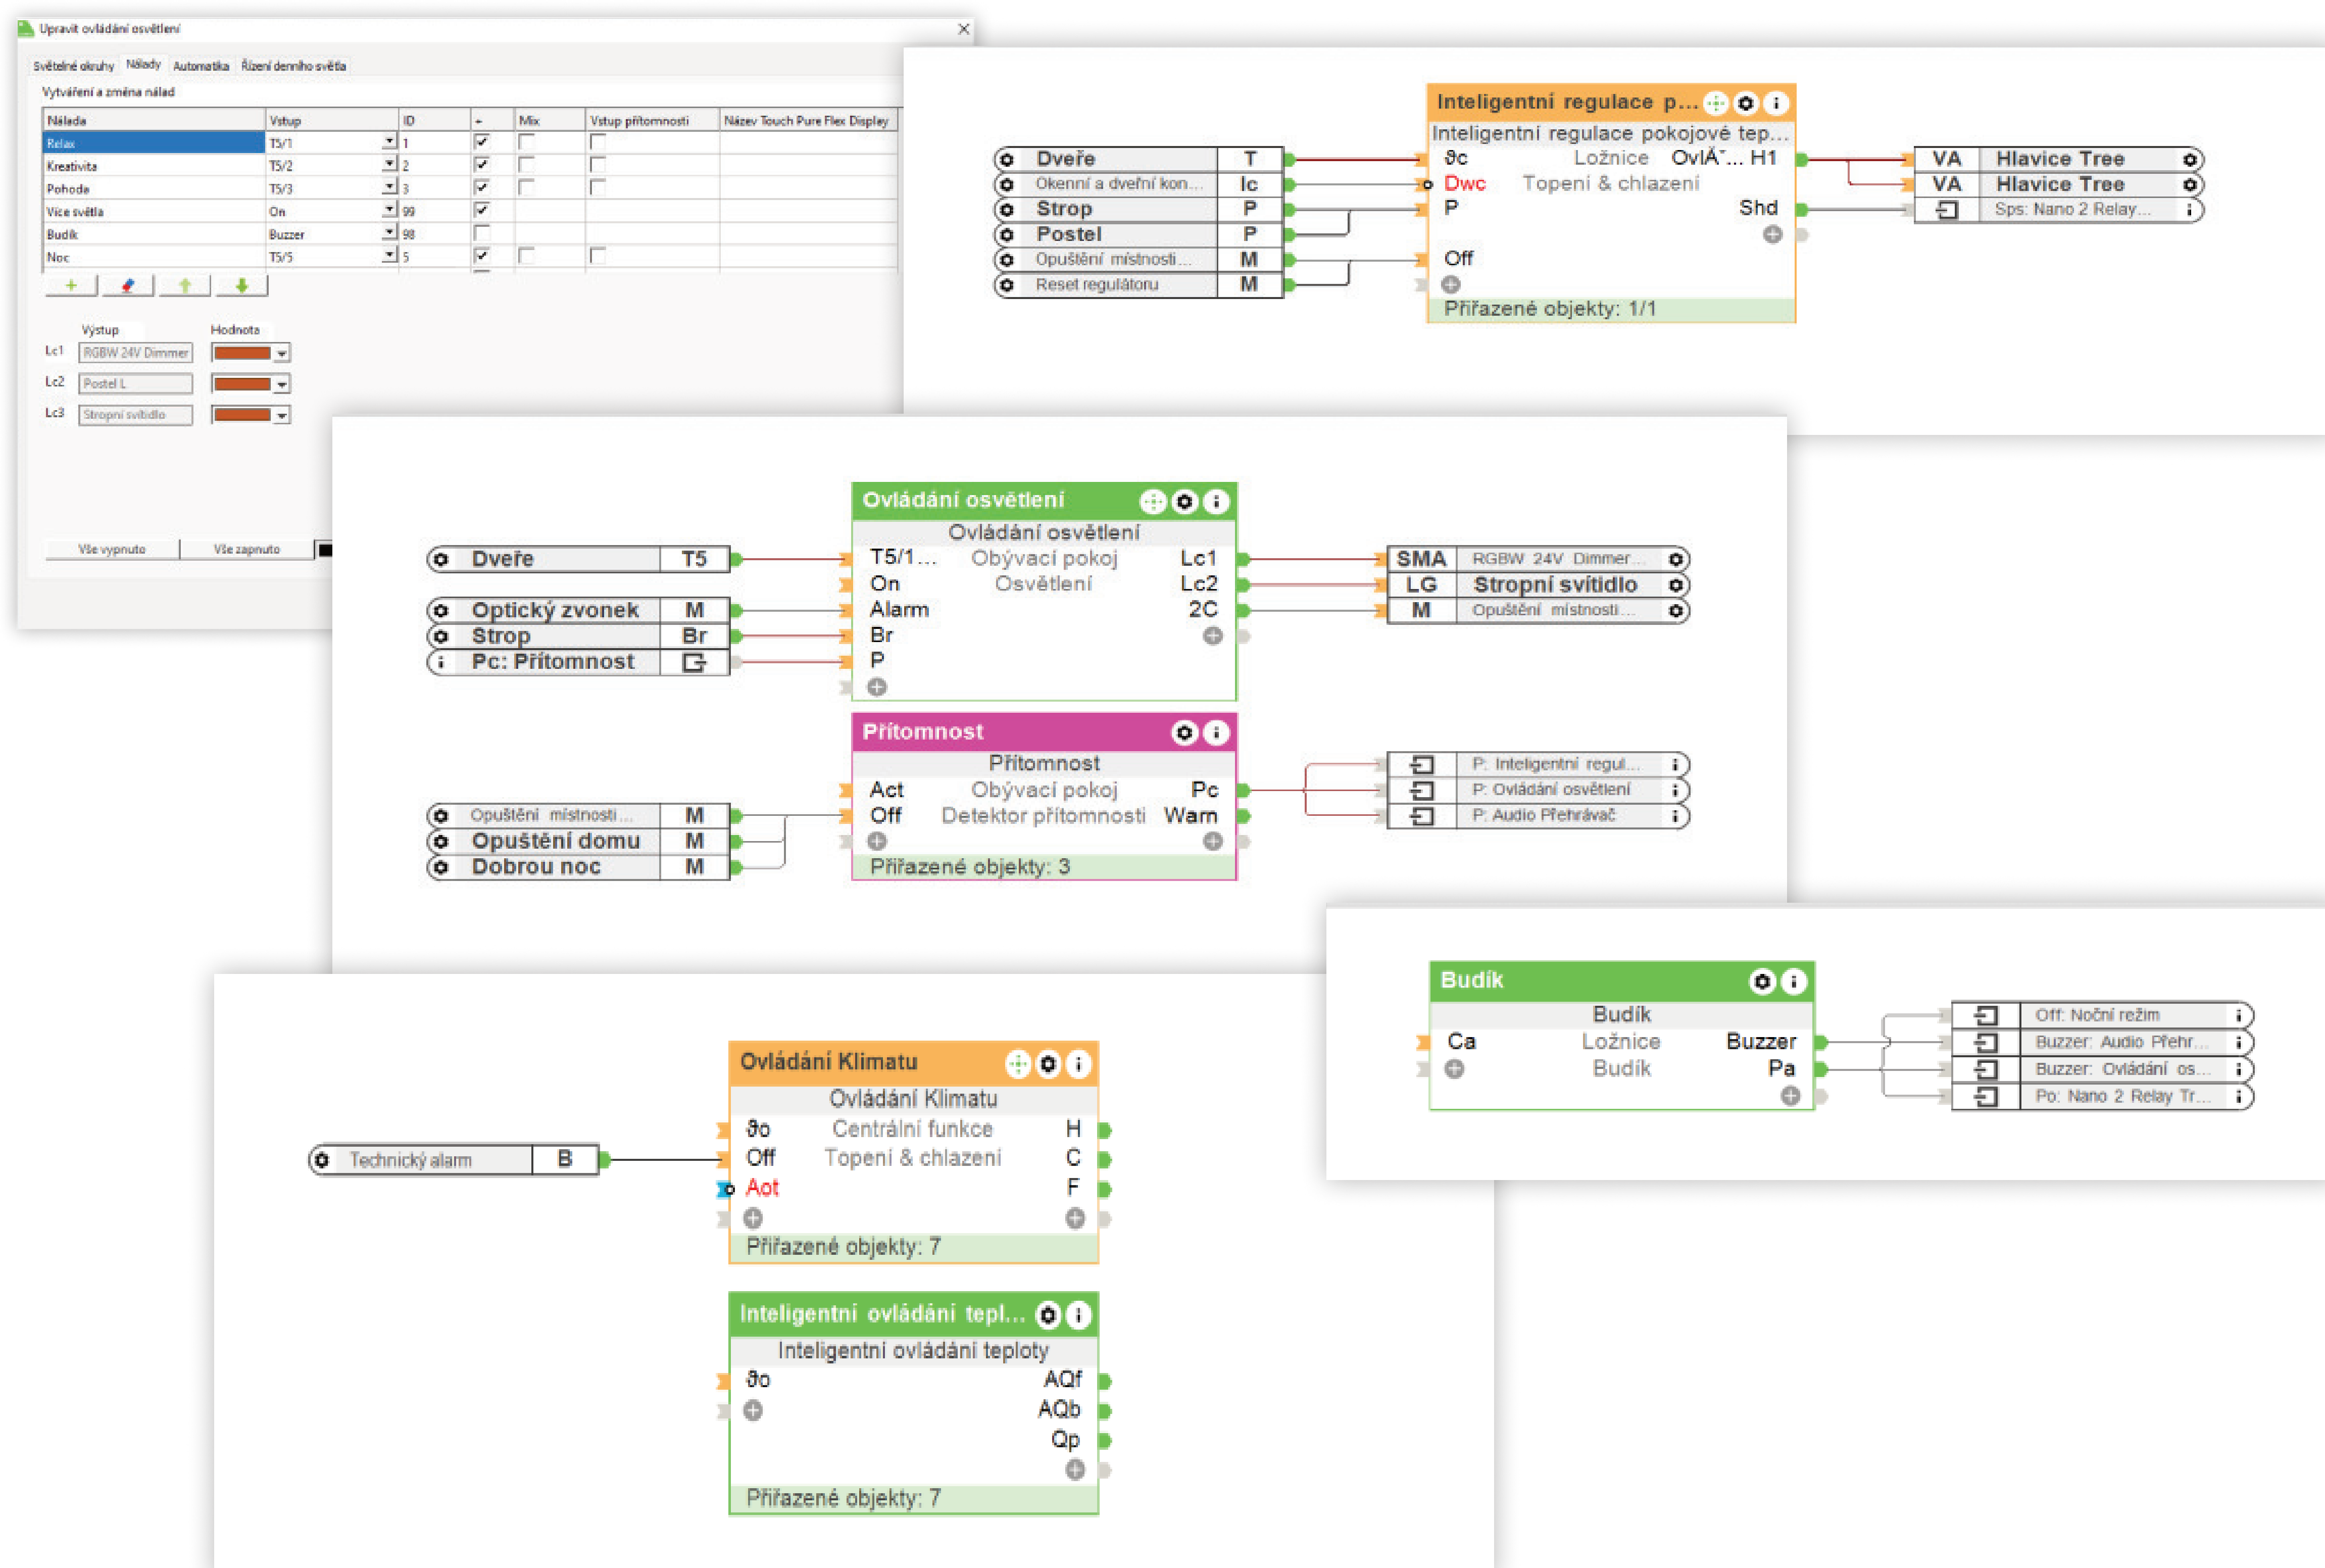 Upravit ovládání osvětlení
Světelné okruhy Nálady Automatika Řízení denního světla
Vytváření a změna nálad
Nálada Vstup ID - Mix Vstup přítomnosti Název Touch Pure Flex Display
Relax T5/1 1
Kreativita T5/2 2
Pohoda T5/3 3
Více světla On 99
Budík Buzzer 98
Noc T5/5 5
Výstup Hodnota
Lc1 RGBW 24V Dimmer
Lc2 Postel L
Lc3 Stropní svítidlo
Vše vypnuto Vše zapnuto
Inteligentní regulace p...
Inteligentní regulace pokojové tep...
Dveře T ϑc Ložnice OvlÄˇ... H1 VA Hlavice Tree
Okenní a dveřní kon... Ic Dwc Topení & chlazení VA Hlavice Tree
Strop P P Shd Sps: Nano 2 Relay...
Postel P
Opuštění místnosti... M Off
Reset regulátoru M
Přiřazené objekty: 1/1
Ovládání osvětlení
Ovládání osvětlení
Dveře T5 T5/1... Obývací pokoj Lc1 SMA RGBW 24V Dimmer...
On Osvětlení Lc2 LG Stropní svítidlo
Optický zvonek M Alarm 2C M Opuštění místnosti...
Strop Br Br
Pc: Přítomnost P
Přítomnost
Přítomnost
Act Obývací pokoj Pc
Off Detektor přítomnosti Warn
Opuštění místnosti... M
Opuštění domu M
Dobrou noc M
Přiřazené objekty: 3
P: Inteligentní regul...
P: Ovládání osvětlení
P: Audio Přehrávač
Budík
Budík
Ca Ložnice Buzzer
Budík Pa
Off: Noční režim
Buzzer: Audio Přehr...
Buzzer: Ovládání os...
Po: Nano 2 Relay Tr...
Ovládání Klimatu
Ovládání Klimatu
ϑo Centrální funkce H
Technický alarm B Off Topení & chlazení C
Aot F
Přiřazené objekty: 7
Inteligentní ovládání tepl...
Inteligentní ovládání teploty
ϑo AQf
AQb
Qp
Přiřazené objekty: 7